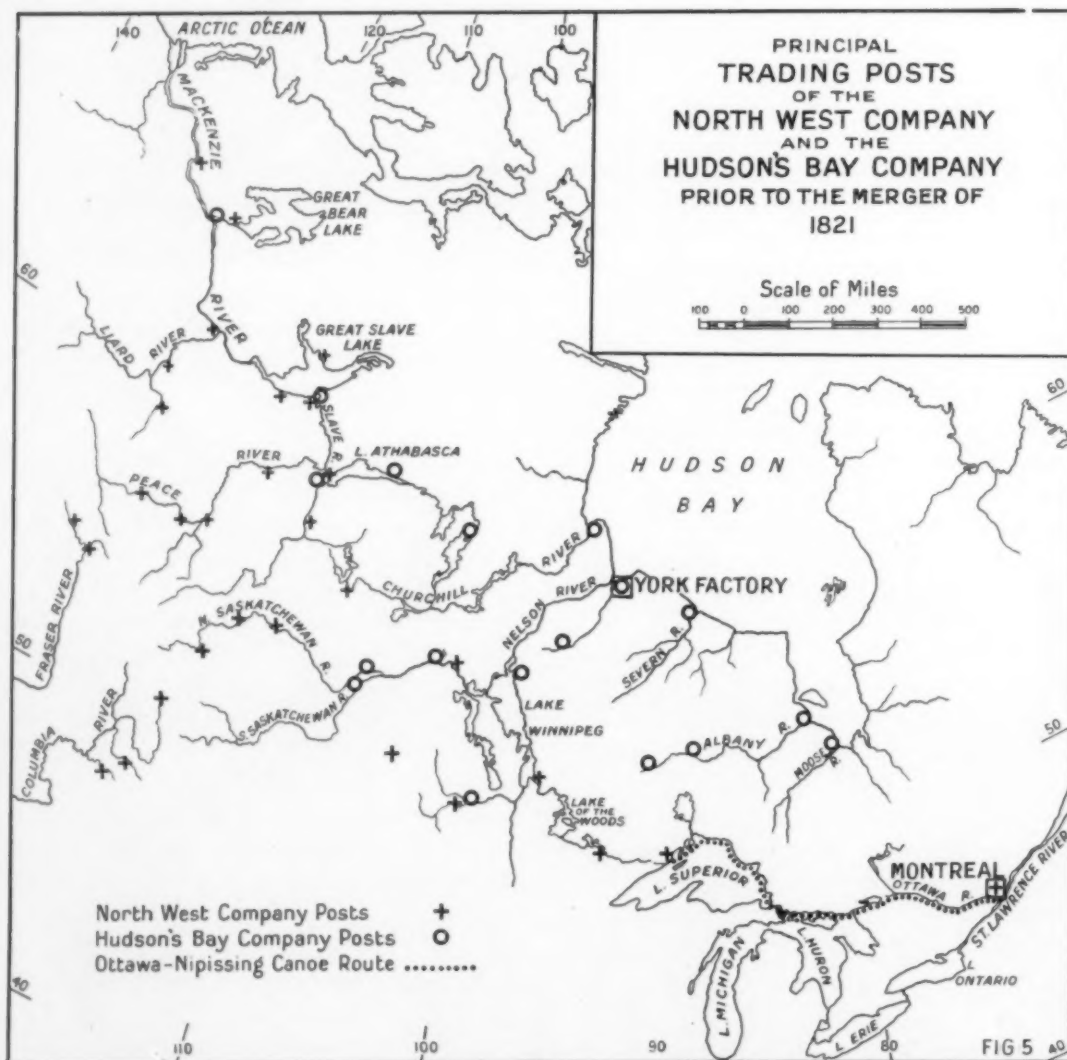 140
ARCTIC OCEAN
120
110
100
PRINCIPAL
TRADING POSTS
OF THE
NORTH WEST COMPANY
AND THE
HUDSON'S BAY COMPANY
PRIOR TO THE MERGER OF
1821
Scale of Miles
100 0 100 200 300 400 500
MACKENZIE
RIVER
GREAT
BEAR
LAKE
60
60
LIARD RIVER
GREAT SLAVE
LAKE
SLAVE R.
L. ATHABASCA
PEACE RIVER
HUDSON
BAY
CHURCHILL RIVER
NELSON RIVER
YORK FACTORY
FRASER RIVER
N. SASKATCHEWAN R.
50
SEVERN R.
S. SASKATCHEWAN R.
LAKE
WINNIPEG
COLUMBIA RIVER
ALBANY R.
MOOSE R.
50
LAKE
OF THE
WOODS
L. SUPERIOR
MONTREAL
OTTAWA R.
ST. LAWRENCE RIVER
North West Company Posts +
Hudson's Bay Company Posts O
Ottawa-Nipissing Canoe Route ........
L. MICHIGAN
L. HURON
L.
ONTARIO
L. ERIE
FIG 5
40
110
100
90
80
40